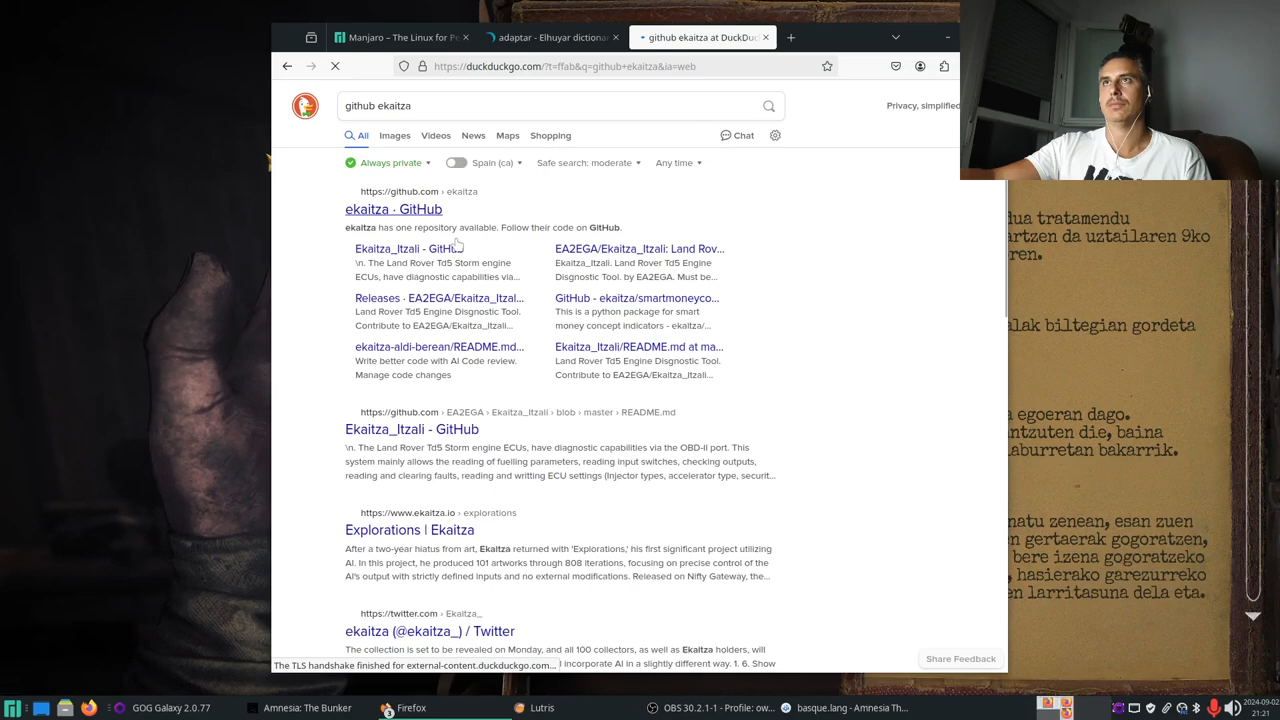 Manjaro – The Linux for Pe
adaptar - Elhuyar dictionar
github ekaitza at DuckDuc
https://duckduckgo.com/?t=ffab&q=github+ekaitza&ia=web
github ekaitza
Privacy, simplified
All Images Videos News Maps Shopping Chat
Always private Spain (ca) Safe search: moderate Any time
https://github.com › ekaitza
ekaitza · GitHub
ekaitza has one repository available. Follow their code on GitHub.
Ekaitza_Itzali - GitHub
\n. The Land Rover Td5 Storm engine
ECUs, have diagnostic capabilities via...
EA2EGA/Ekaitza_Itzali: Land Rov...
Ekaitza_Itzali. Land Rover Td5 Engine
Disgnostic Tool. by EA2EGA. Must be...
Releases · EA2EGA/Ekaitza_Itzal...
Land Rover Td5 Engine Disgnostic Tool.
Contribute to EA2EGA/Ekaitza_Itzali...
GitHub - ekaitza/smartmoneyco...
This is a python package for smart
money concept indicators - ekaitza/...
ekaitza-aldi-berean/README.md...
Write better code with AI Code review.
Manage code changes
Ekaitza_Itzali/README.md at ma...
Land Rover Td5 Engine Disgnostic Tool.
Contribute to EA2EGA/Ekaitza_Itzali...
https://github.com › EA2EGA › Ekaitza_Itzali › blob › master › README.md
Ekaitza_Itzali - GitHub
\n. The Land Rover Td5 Storm engine ECUs, have diagnostic capabilities via the OBD-II port. This
system mainly allows the reading of fuelling parameters, reading input switches, checking outputs,
reading and clearing faults, reading and writting ECU settings (Injector types, accelerator type, securit...
https://www.ekaitza.io › explorations
Explorations | Ekaitza
After a two-year hiatus from art, Ekaitza returned with 'Explorations,' his first significant project utilizing
AI. In this project, he produced 101 artworks through 808 iterations, focusing on precise control of the
AI's output with strictly defined inputs and no external modifications. Released on Nifty Gateway, the...
https://twitter.com › Ekaitza_
ekaitza (@ekaitza_) / Twitter
The collection is set to be revealed on Monday, and all 100 collectors, as well as Ekaitza holders, will
l incorporate AI in a slightly different way. 1. 6. Show
The TLS handshake finished for external-content.duckduckgo.com...
Share Feedback
dua tratamendu
artzen da uztailaren 9ko
ren.
alak biltegian gordeta
a egoeran dago.
ntzuten die, baina
laburretan bakarrik.
natu zenean, esan zuen
en gertaerak gogoratzen,
bere izena gogoratzeko
, hasierako garezurreko
en larritasuna dela eta.
GOG Galaxy 2.0.77
Amnesia: The Bunker
3
Firefox
Lutris
OBS 30.2.1-1 - Profile: ow...
basque.lang - Amnesia Th...
2024-09-02
21:21